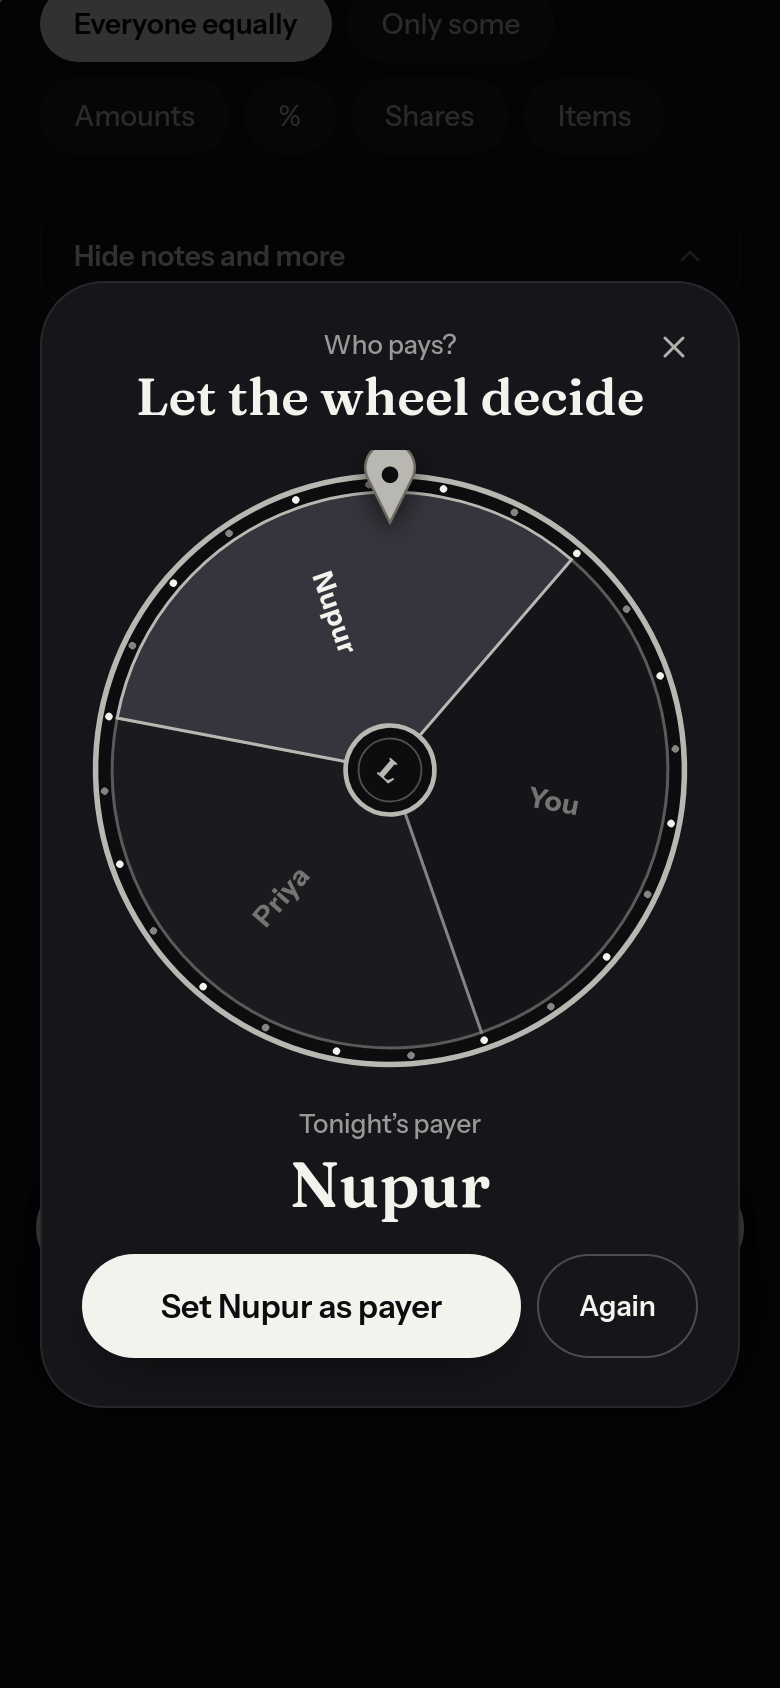 Everyone equally
Only some
Amounts
%
Shares
Items
Hide notes and more
Who pays?
Let the wheel decide
Nupur
You
Priya
L
Tonight’s payer
Nupur
Set Nupur as payer
Again